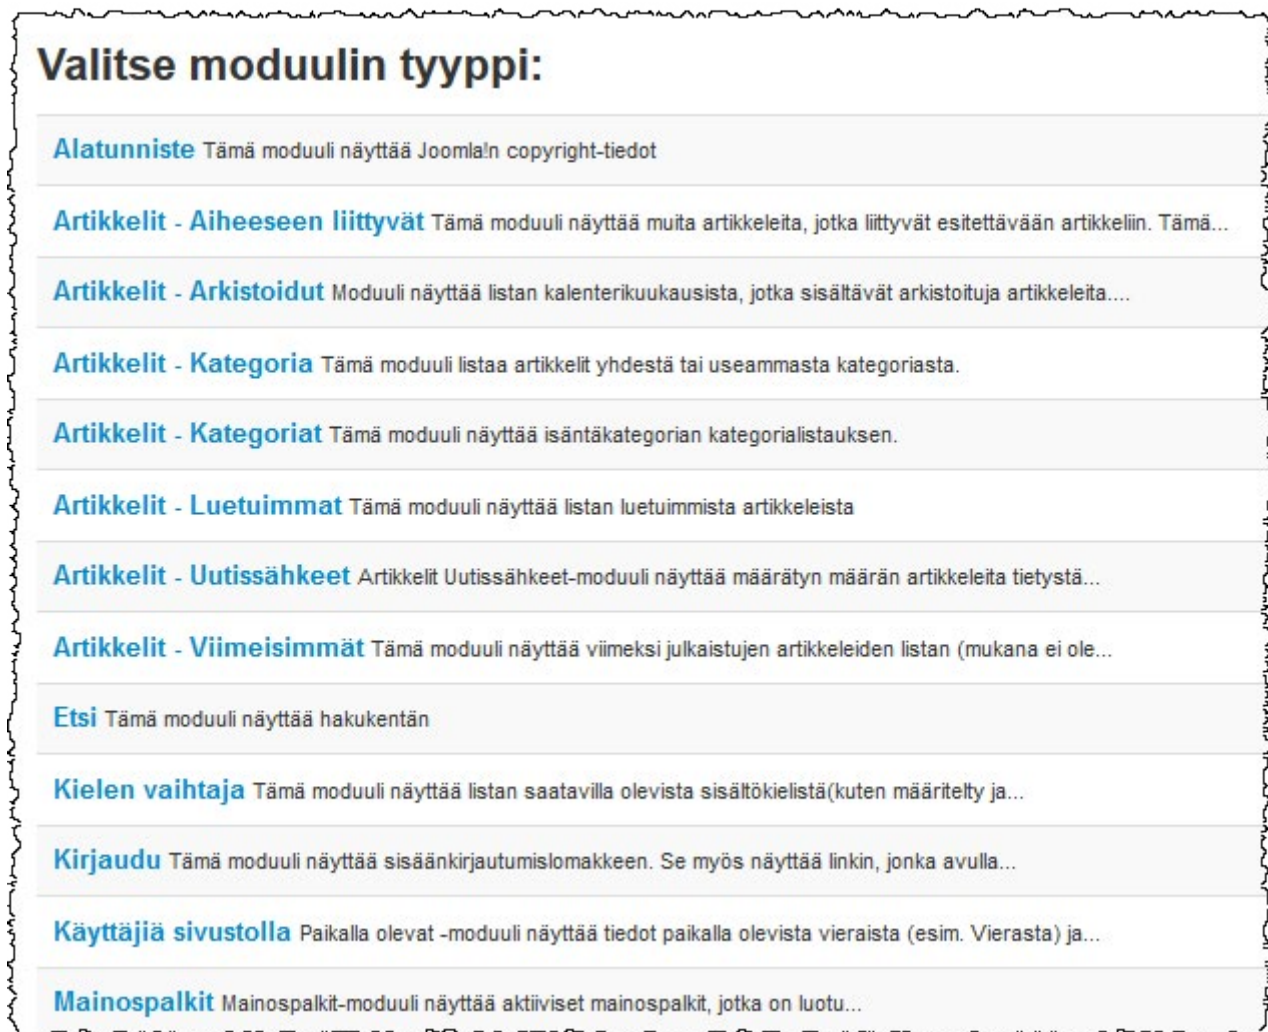 Valitse moduulin tyyppi:
Alatunniste Tämä moduuli näyttää Joomla!n copyright-tiedot
Artikkelit - Aiheeseen liittyvät Tämä moduuli näyttää muita artikkeleita, jotka liittyvät esitettävään artikkeliin. Tämä...
Artikkelit - Arkistoidut Moduuli näyttää listan kalenterikuukausista, jotka sisältävät arkistoituja artikkeleita....
Artikkelit - Kategoria Tämä moduuli listaa artikkelit yhdestä tai useammasta kategoriasta.
Artikkelit - Kategoriat Tämä moduuli näyttää isäntäkategorian kategorialistauksen.
Artikkelit - Luetuimmat Tämä moduuli näyttää listan luetuimmista artikkeleista
Artikkelit - Uutissähkeet Artikkelit Uutissähkeet-moduuli näyttää määrätyn määrän artikkeleita tietystä...
Artikkelit - Viimeisimmät Tämä moduuli näyttää viimeksi julkaistujen artikkeleiden listan (mukana ei ole...
Etsi Tämä moduuli näyttää hakukentän
Kielen vaihtaja Tämä moduuli näyttää listan saatavilla olevista sisältökielistä(kuten määritelty ja...
Kirjaudu Tämä moduuli näyttää sisäänkirjautumislomakkeen. Se myös näyttää linkin, jonka avulla...
Käyttäjiä sivustolla Paikalla olevat -moduuli näyttää tiedot paikalla olevista vieraista (esim. Vierasta) ja...
Mainospalkit Mainospalkit-moduuli näyttää aktiiviset mainospalkit, jotka on luotu...